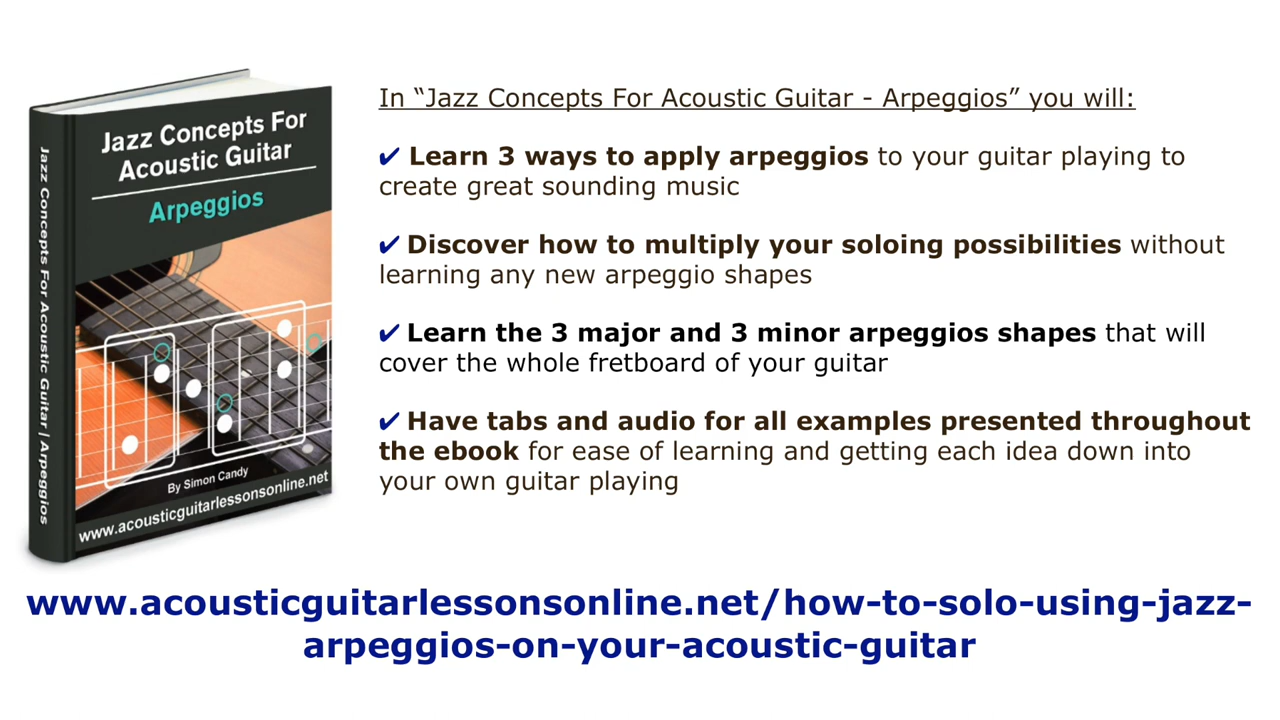 Jazz Concepts For
Acoustic Guitar
Arpeggios
Jazz Concepts For Acoustic Guitar | Arpeggios
By Simon Candy
www.acousticguitarlessonsonline.net
In “Jazz Concepts For Acoustic Guitar - Arpeggios” you will:
✔ Learn 3 ways to apply arpeggios to your guitar playing to
create great sounding music
✔ Discover how to multiply your soloing possibilities without
learning any new arpeggio shapes
✔ Learn the 3 major and 3 minor arpeggios shapes that will
cover the whole fretboard of your guitar
✔ Have tabs and audio for all examples presented throughout
the ebook for ease of learning and getting each idea down into
your own guitar playing
www.acousticguitarlessonsonline.net/how-to-solo-using-jazz-
arpeggios-on-your-acoustic-guitar